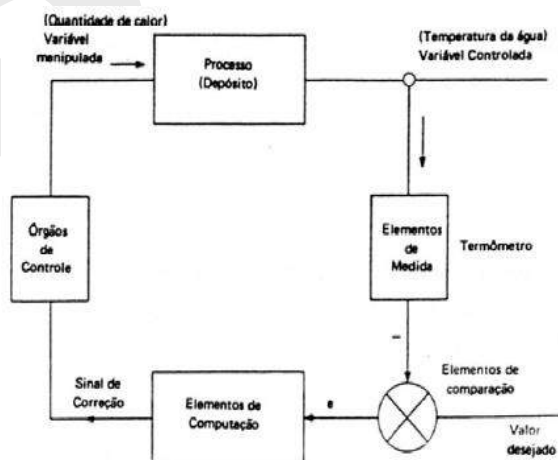 (Quantidade de calor)
Variável
manipulada
Processo
(Depósito)
(Temperatura da água)
Variável Controlada
Órgãos
de
Controle
Elementos
de
Medida
Termômetro
–
Sinal de
Correção
Elementos de
Computação
e
Elementos de
comparação
Valor
desejado